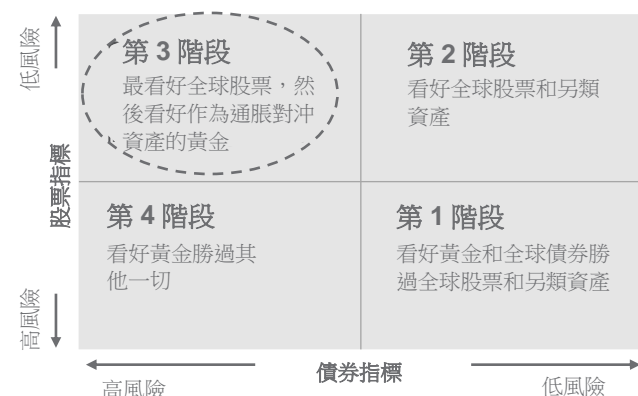 低風險
股票指標
高風險
第 3 階段
最看好全球股票，然
後看好作為通脹對沖
資產的黃金
第 2 階段
看好全球股票和另類
資產
第 4 階段
看好黃金勝過其
他一切
第 1 階段
看好黃金和全球債券勝
過全球股票和另類資產
高風險
債券指標
低風險